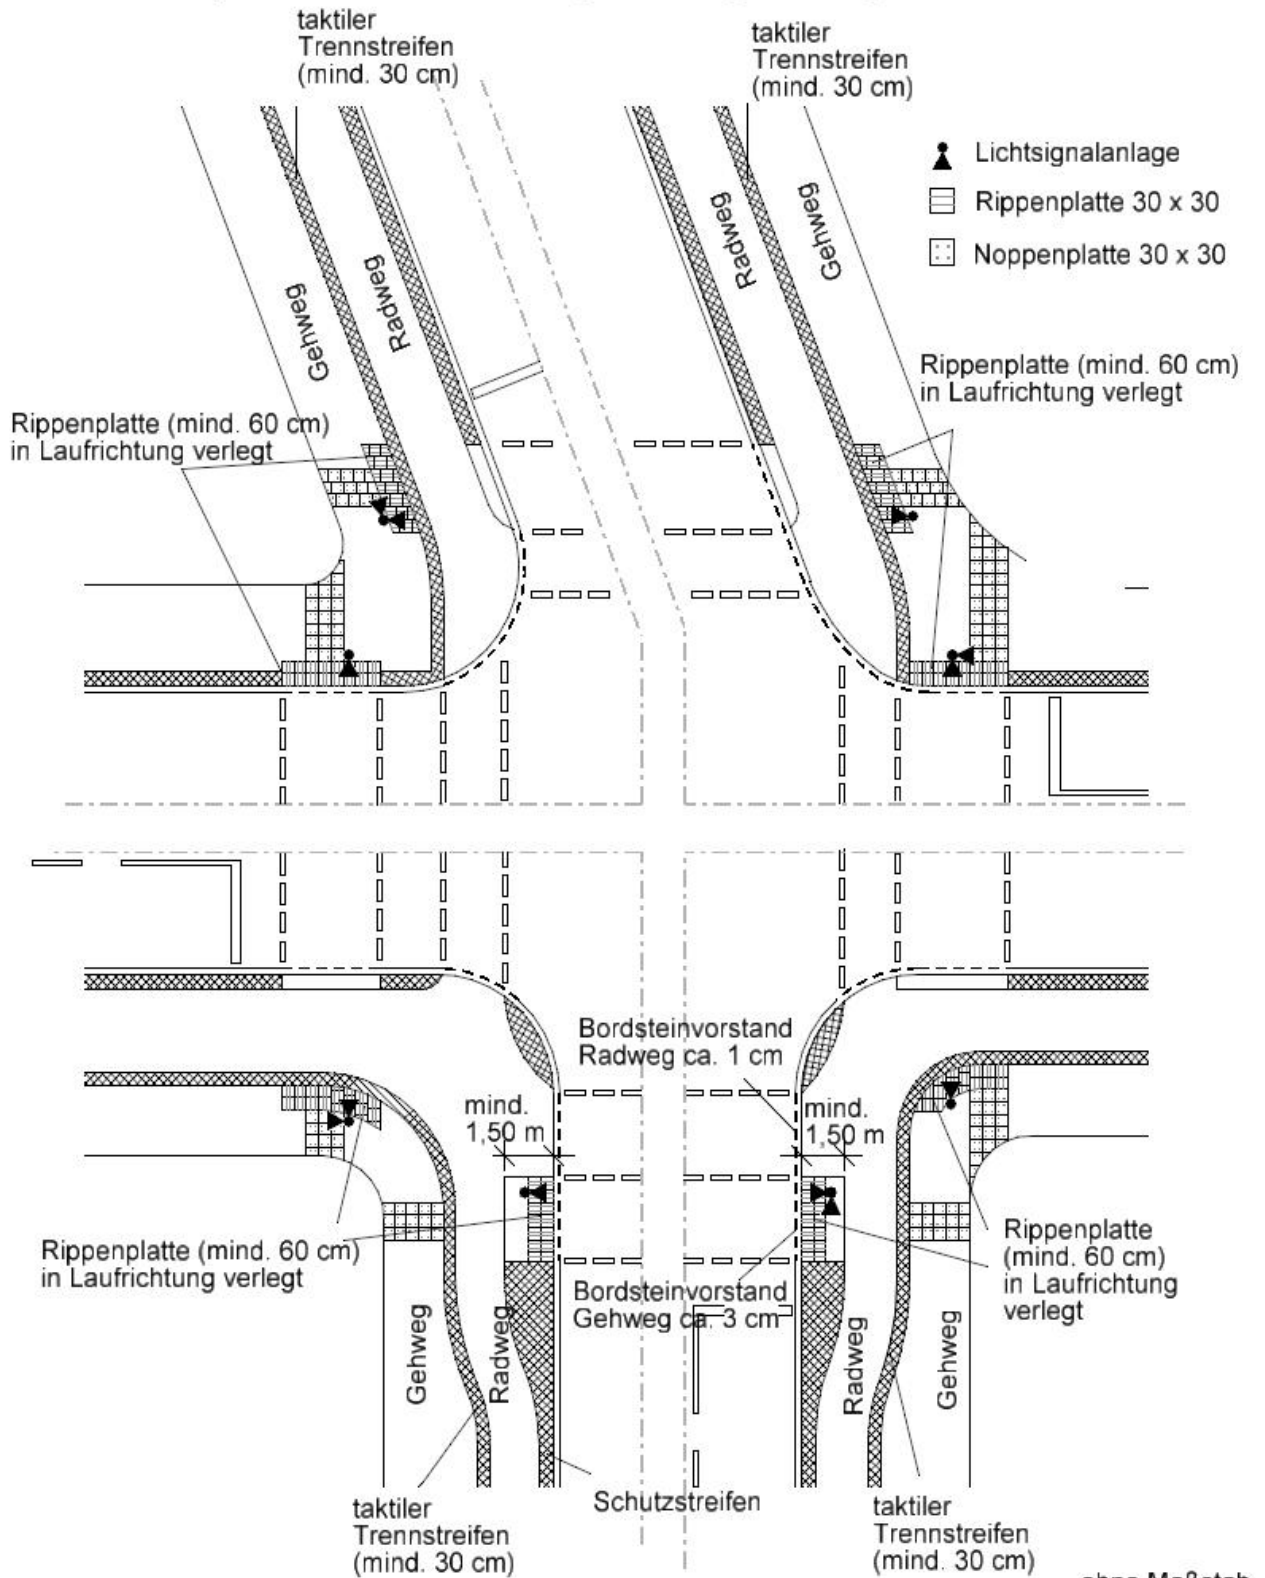 taktiler
Trennstreifen
(mind. 30 cm)
taktiler
Trennstreifen
(mind. 30 cm)
Lichtsignalanlage
Rippenplatte 30 x 30
Noppenplatte 30 x 30
Radweg
Gehweg
Radweg
Gehweg
Rippenplatte (mind. 60 cm)
in Laufrichtung verlegt
Rippenplatte (mind. 60 cm)
in Laufrichtung verlegt
Bordsteinvorstand
Radweg ca. 1 cm
mind.
1,50 m
mind.
1,50 m
Rippenplatte (mind. 60 cm)
in Laufrichtung verlegt
Rippenplatte
(mind. 60 cm)
in Laufrichtung
verlegt
Bordsteinvorstand
Gehweg ca. 3 cm
Gehweg
Radweg
Radweg
Gehweg
Schutzstreifen
taktiler
Trennstreifen
(mind. 30 cm)
taktiler
Trennstreifen
(mind. 30 cm)